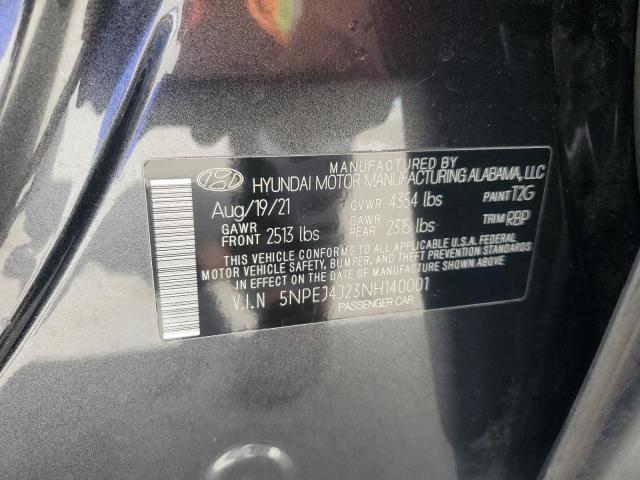 MANUFACTURED BY
HYUNDAI MOTOR MANUFACTURING ALABAMA, LLC
Aug/19/21 GVWR 4354 lbs PAINT T2G
GAWR FRONT 2513 lbs GAWR REAR 2315 lbs TRIM RBP
THIS VEHICLE CONFORMS TO ALL APPLICABLE U.S.A. FEDERAL
MOTOR VEHICLE SAFETY, BUMPER, AND THEFT PREVENTION STANDARDS
IN EFFECT ON THE DATE OF MANUFACTURE SHOWN ABOVE.
V.I.N 5NPEJ4J23NH140001
PASSENGER CAR